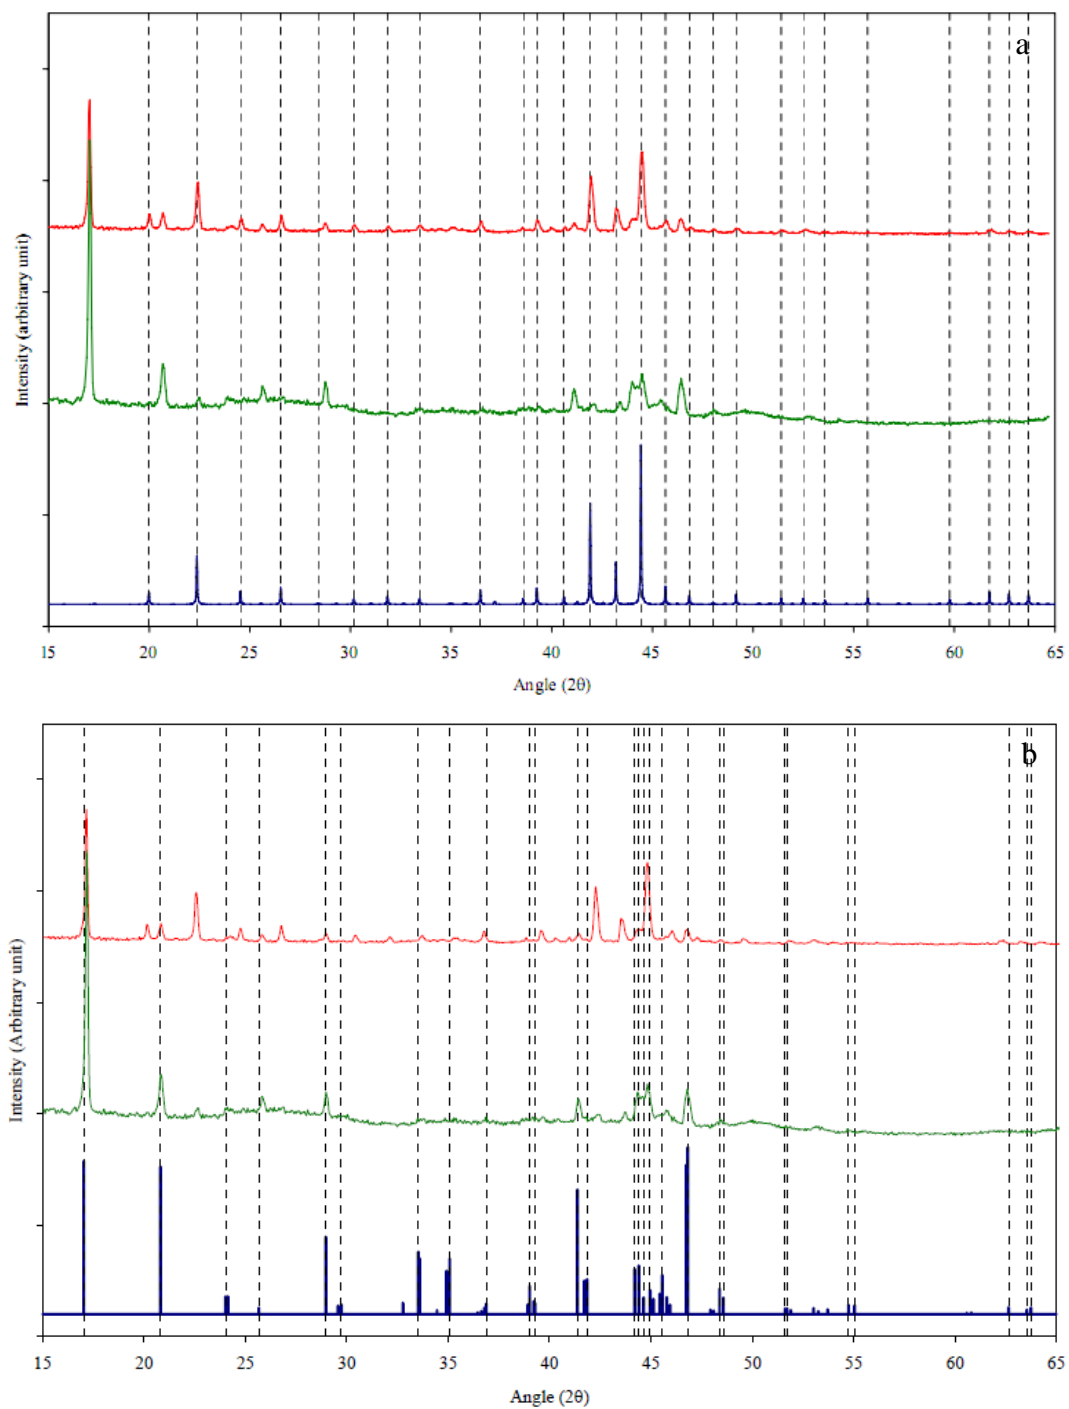 a
Intensity (arbitrary unit)
15 20 25 30 35 40 45 50 55 60 65
Angle (2θ)
b
Intensity (Arbitrary unit)
15 20 25 30 35 40 45 50 55 60 65
Angle (2θ)